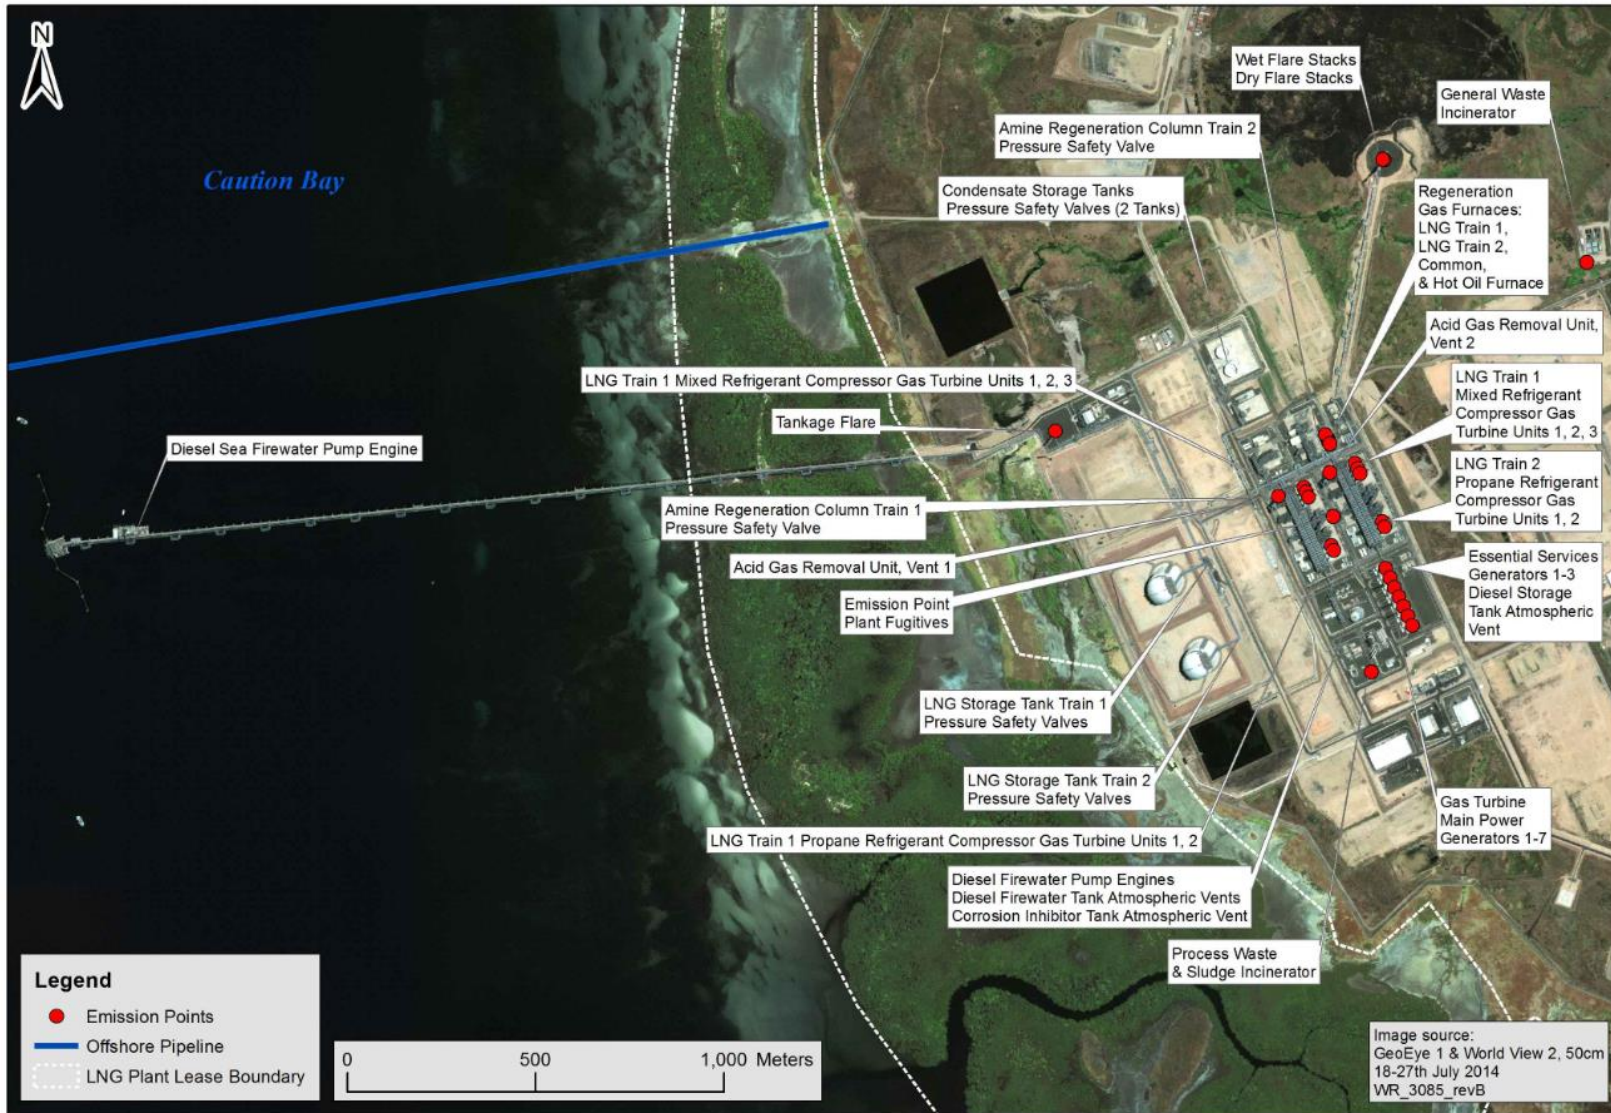 N
Caution Bay
Wet Flare Stacks
Dry Flare Stacks
General Waste
Incinerator
Amine Regeneration Column Train 2
Pressure Safety Valve
Condensate Storage Tanks
Pressure Safety Valves (2 Tanks)
Regeneration
Gas Furnaces:
LNG Train 1,
LNG Train 2,
Common,
& Hot Oil Furnace
Acid Gas Removal Unit,
Vent 2
LNG Train 1 Mixed Refrigerant Compressor Gas Turbine Units 1, 2, 3
LNG Train 1
Mixed Refrigerant
Compressor Gas
Turbine Units 1, 2, 3
Tankage Flare
Diesel Sea Firewater Pump Engine
LNG Train 2
Propane Refrigerant
Compressor Gas
Turbine Units 1, 2
Amine Regeneration Column Train 1
Pressure Safety Valve
Acid Gas Removal Unit, Vent 1
Essential Services
Generators 1-3
Diesel Storage
Tank Atmospheric
Vent
Emission Point
Plant Fugitives
LNG Storage Tank Train 1
Pressure Safety Valves
LNG Storage Tank Train 2
Pressure Safety Valves
Gas Turbine
Main Power
Generators 1-7
LNG Train 1 Propane Refrigerant Compressor Gas Turbine Units 1, 2
Diesel Firewater Pump Engines
Diesel Firewater Tank Atmospheric Vents
Corrosion Inhibitor Tank Atmospheric Vent
Process Waste
& Sludge Incinerator
Legend
Emission Points
Offshore Pipeline
LNG Plant Lease Boundary
0 500 1,000 Meters
Image source:
GeoEye 1 & World View 2, 50cm
18-27th July 2014
WR_3085_revB